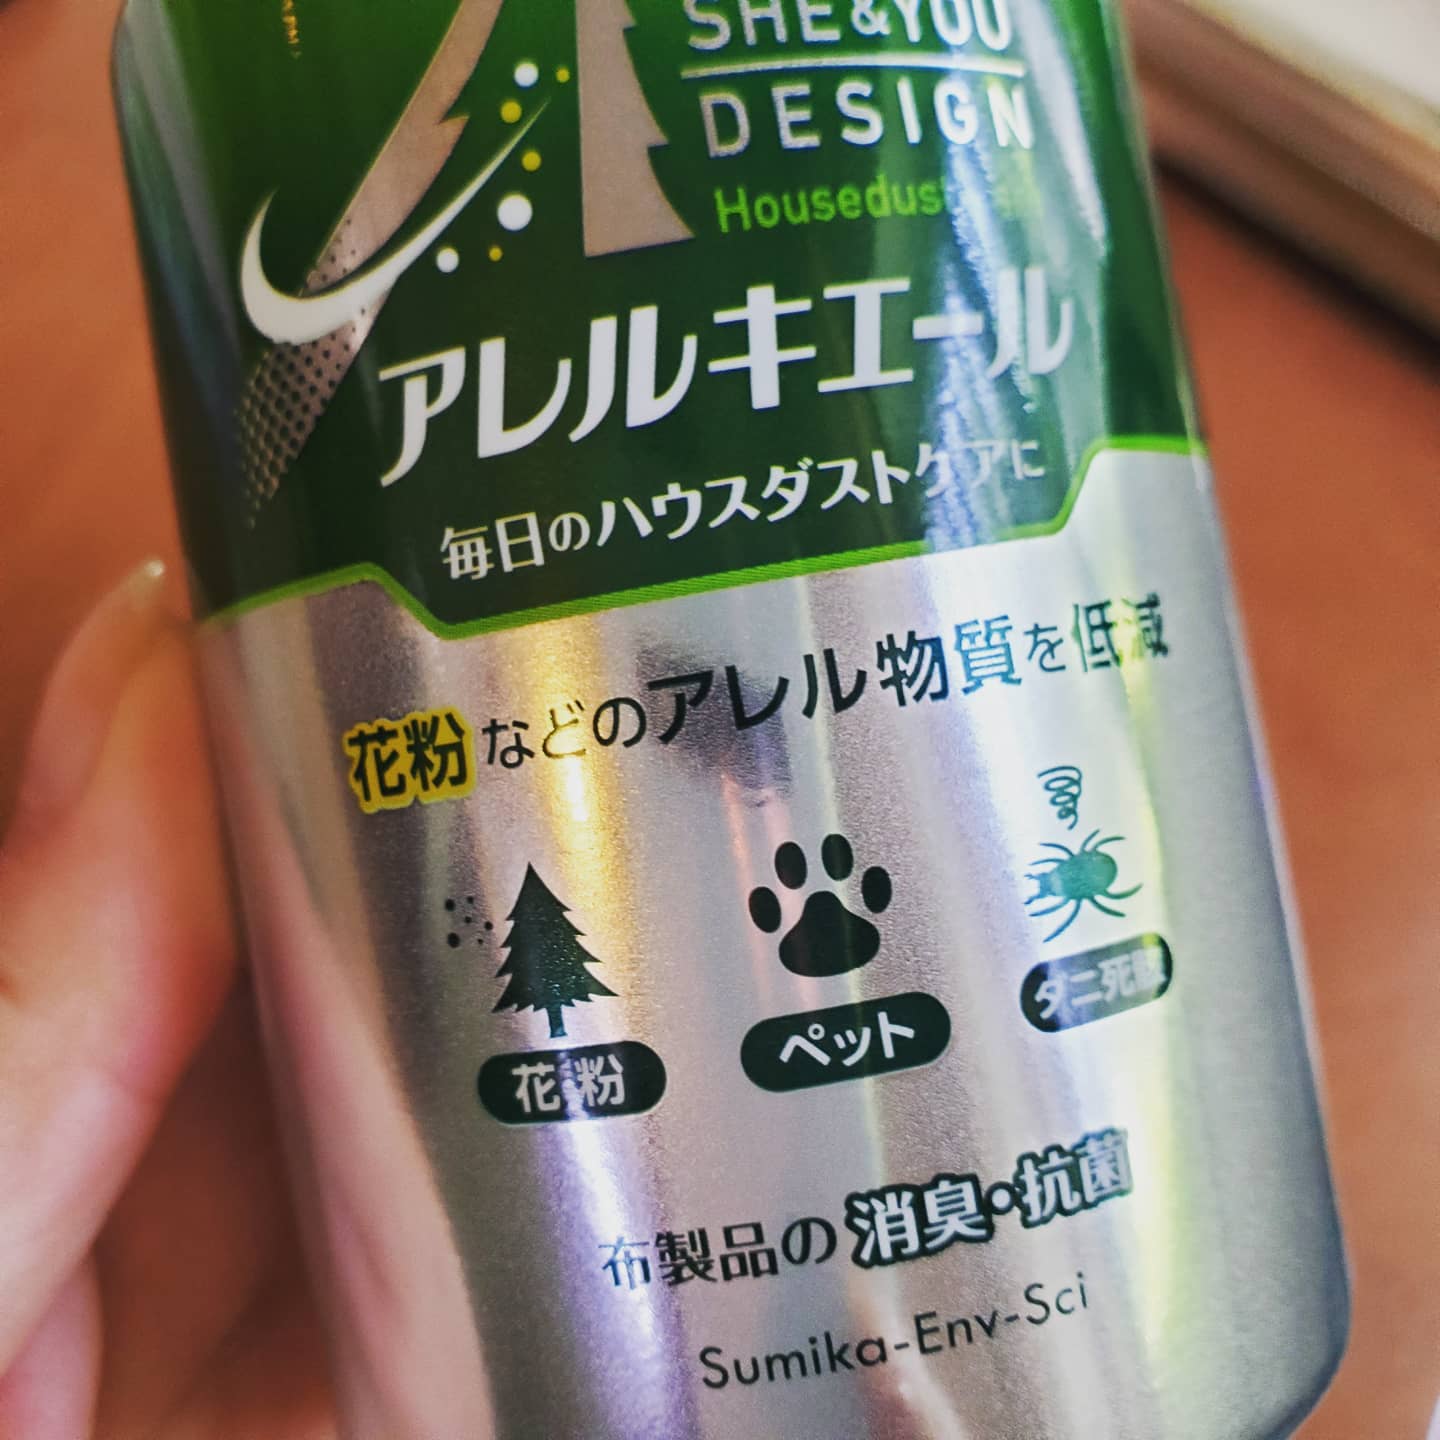 SHE&YOU
DESIGN
アレルキエール
毎日のハウスダストケアに
花粉などのアレル物質を低減
花粉
ペット
ダニ死骸
布製品の消臭・抗菌
Sumika-Env-Sci